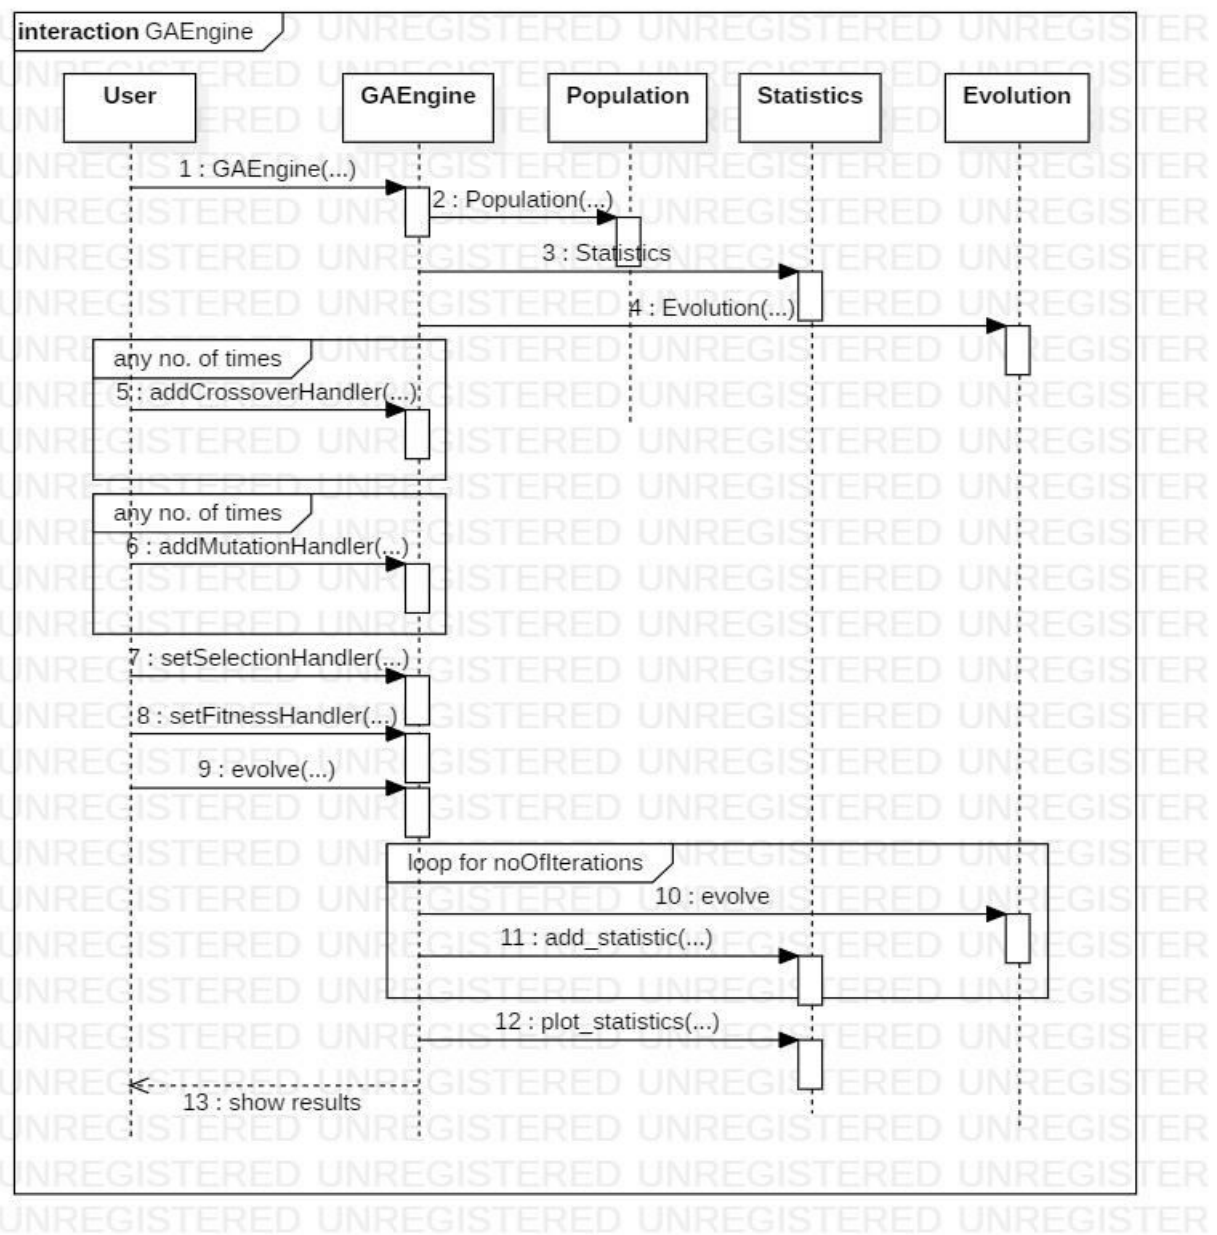 interaction GAEngine
User GAEngine Population Statistics Evolution
1 : GAEngine(...)
2 : Population(...)
3 : Statistics
4 : Evolution(...)
any no. of times
5 : addCrossoverHandler(...)
any no. of times
6 : addMutationHandler(...)
7 : setSelectionHandler(...)
8 : setFitnessHandler(...)
9 : evolve(...)
loop for noOfIterations
10 : evolve
11 : add_statistic(...)
12 : plot_statistics(...)
13 : show results
UNREGISTERED